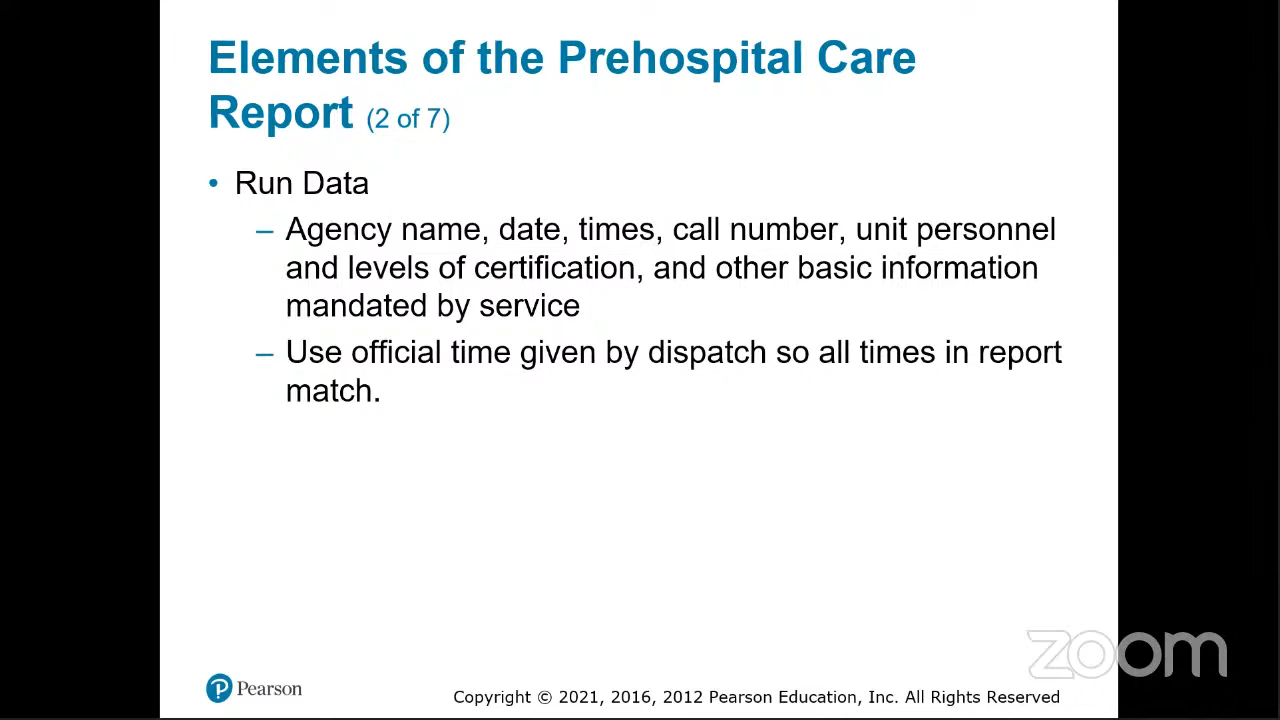 Elements of the Prehospital Care
Report (2 of 7)
• Run Data
– Agency name, date, times, call number, unit personnel
and levels of certification, and other basic information
mandated by service
– Use official time given by dispatch so all times in report
match.
zoom
P Pearson
Copyright © 2021, 2016, 2012 Pearson Education, Inc. All Rights Reserved